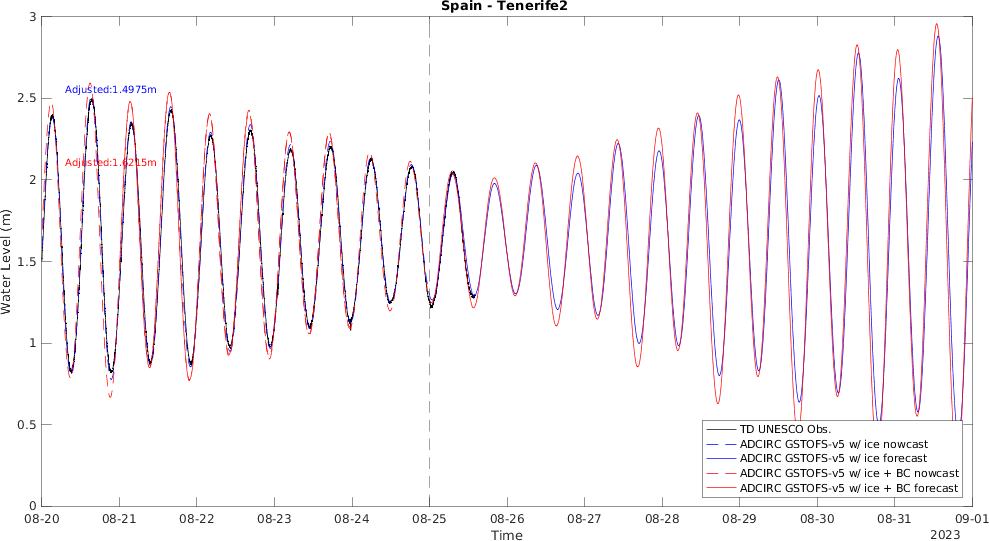 Spain - Tenerife2
3
2.5
2
1.5
1
0.5
0
Water Level (m)
Adjusted:1.4975m
Adjusted:1.6215m
TD UNESCO Obs.
ADCIRC GSTOFS-v5 w/ ice nowcast
ADCIRC GSTOFS-v5 w/ ice forecast
ADCIRC GSTOFS-v5 w/ ice + BC nowcast
ADCIRC GSTOFS-v5 w/ ice + BC forecast
08-20 08-21 08-22 08-23 08-24 08-25 08-26 08-27 08-28 08-29 08-30 08-31 09-01
Time
2023